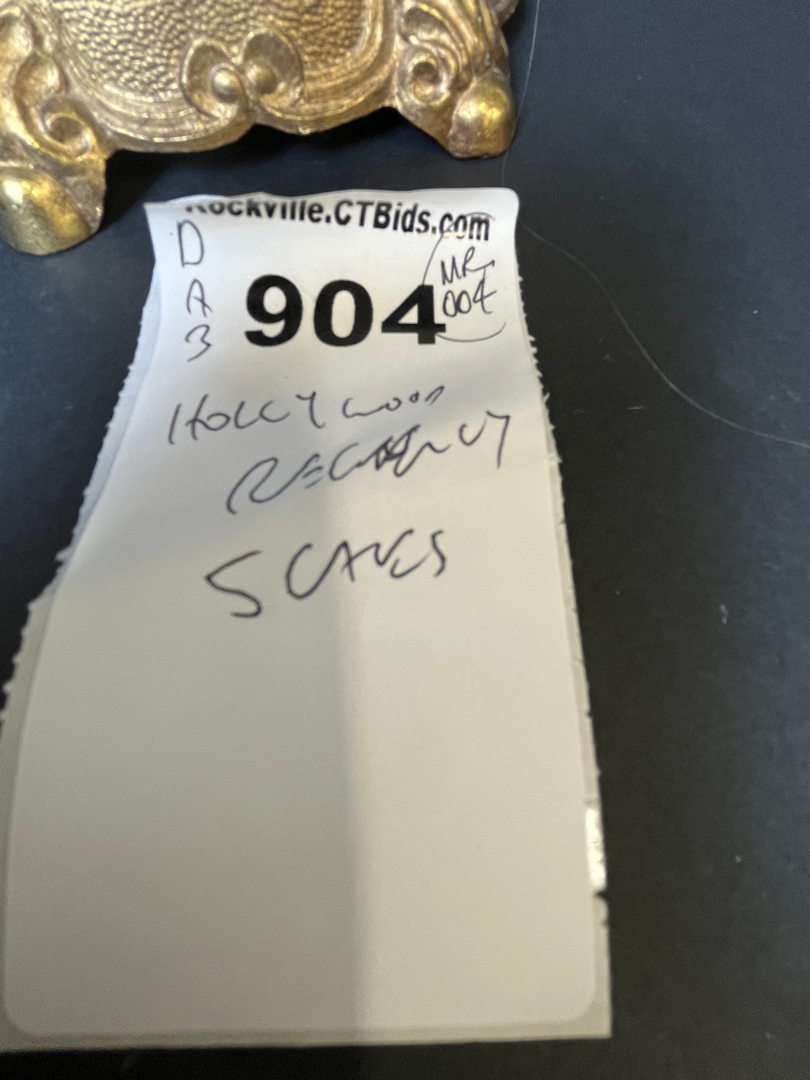 Rockville.CTBids.com
D
A
3
904
MR
004
HOLLYWOOD
REGENCY
SCALES